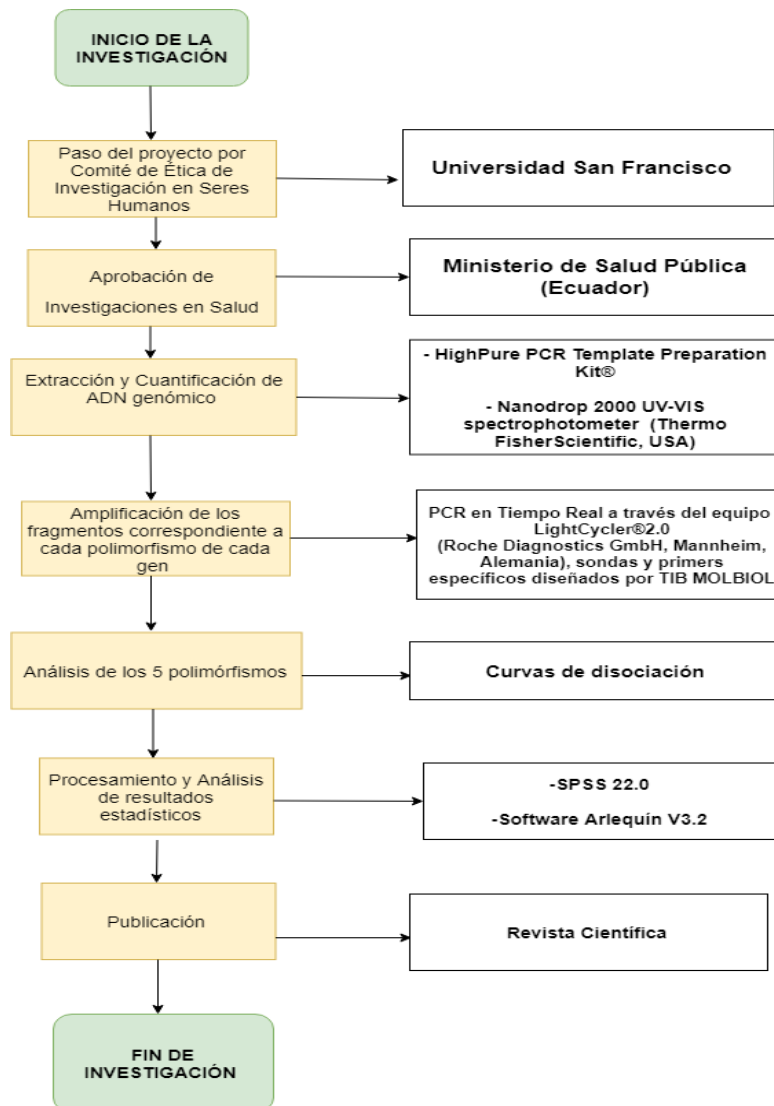 INICIO DE LA
INVESTIGACIÓN
Paso del proyecto por
Comité de Ética de
Investigación en Seres
Humanos
Universidad San Francisco
Aprobación de
Investigaciones en Salud
Ministerio de Salud Pública
(Ecuador)
Extracción y Cuantificación de
ADN genómico
- HighPure PCR Template Preparation
Kit®
- Nanodrop 2000 UV-VIS
spectrophotometer (Thermo
FisherScientific, USA)
Amplificación de los
fragmentos correspondiente a
cada polimorfismo de cada
gen
PCR en Tiempo Real a través del equipo
LightCycler®2.0
(Roche Diagnostics GmbH, Mannheim,
Alemania), sondas y primers
específicos diseñados por TIB MOLBIOL
Análisis de los 5 polimórfismos
Curvas de disociación
Procesamiento y Análisis
de resultados
estadísticos
-SPSS 22.0
-Software Arlequín V3.2
Publicación
Revista Científica
FIN DE
INVESTIGACIÓN